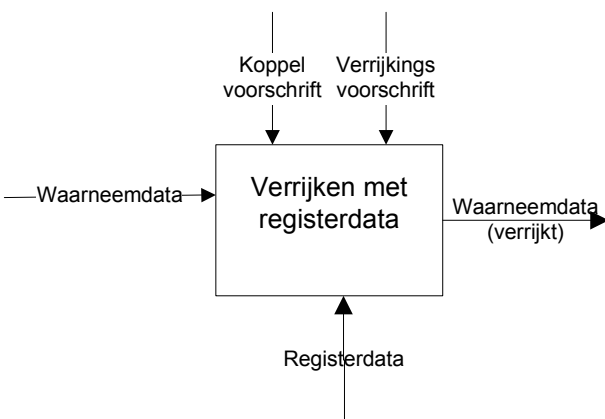 Koppel
voorschrift
Verrijkings
voorschrift
Waarneemdata
Verrijken met
registerdata
Waarneemdata
(verrijkt)
Registerdata